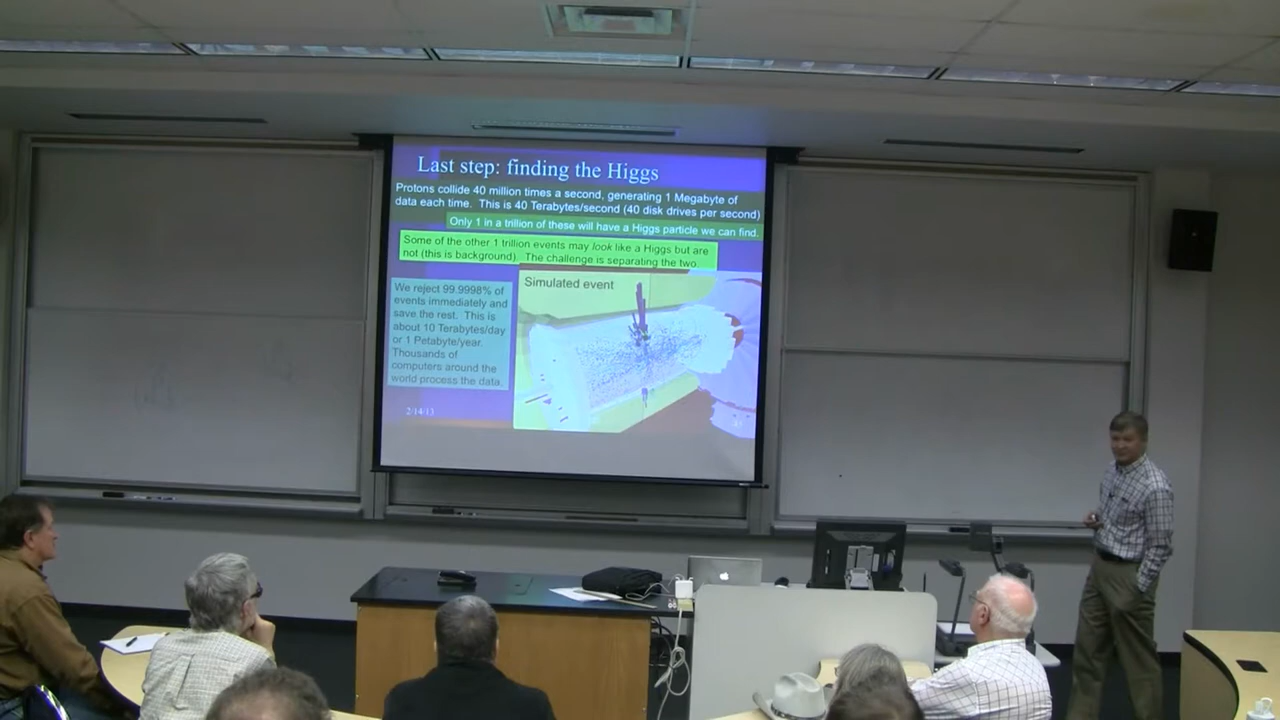 Last step: finding the Higgs
Protons collide 40 million times a second, generating 1 Megabyte of
data each time. This is 40 Terabytes/second (40 disk drives per second)
Only 1 in a trillion of these will have a Higgs particle we can find.
Some of the other 1 trillion events may look like a Higgs but are
not (this is background). The challenge is separating the two.
We reject 99.9998% of
events immediately and
save the rest. This is
about 10 Terabytes/day
or 1 Petabyte/year.
Thousands of
computers around the
world process the data.
Simulated event
2/14/13